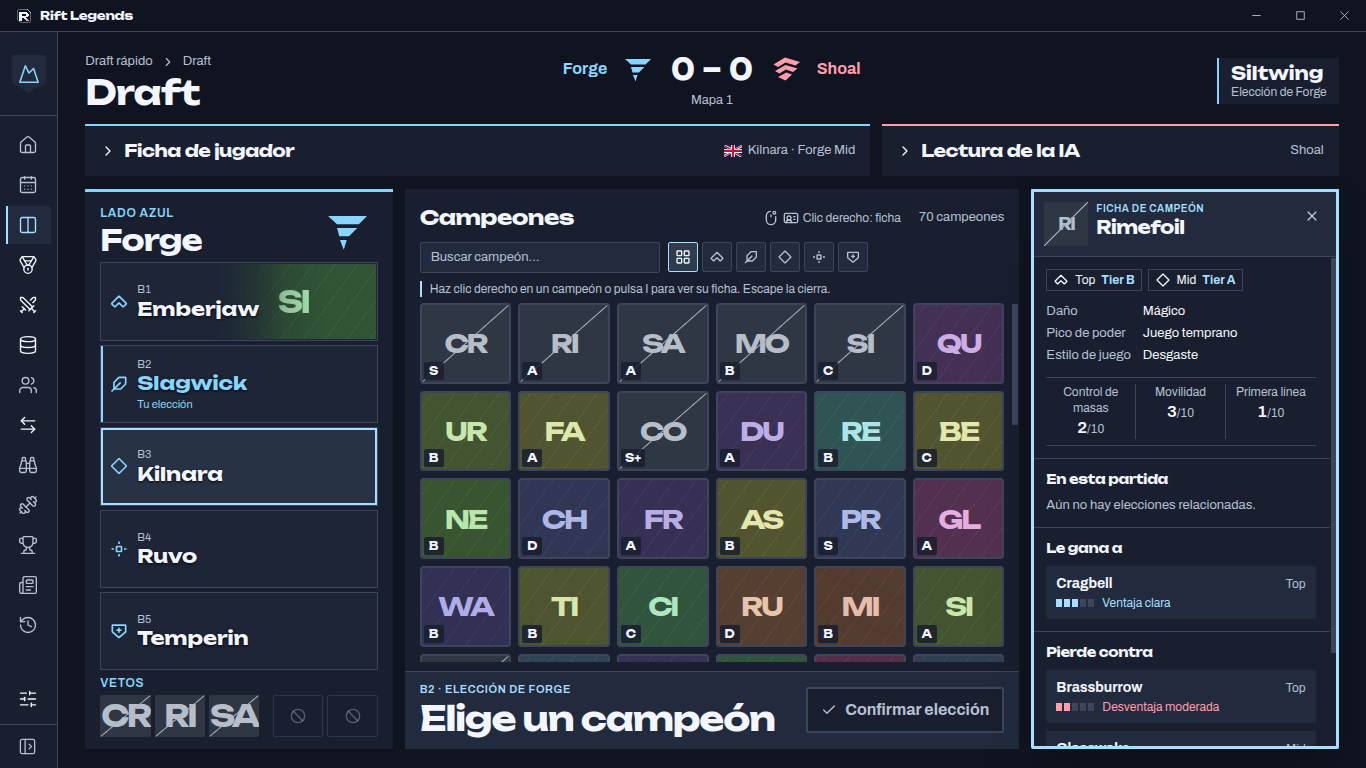 Rift Legends
Draft rápido > Draft
Draft
Forge 0 – 0 Shoal
Mapa 1
Siltwing
Elección de Forge
Ficha de jugador
Kilnara · Forge Mid
Lectura de la IA
Shoal
LADO AZUL
Forge
B1
Emberjaw
SI
B2
Slagwick
Tu elección
B3
Kilnara
B4
Ruvo
B5
Temperin
VETOS
CR RI SA
Campeones
Clic derecho: ficha
70 campeones
Buscar campeón...
Haz clic derecho en un campeón o pulsa I para ver su ficha. Escape la cierra.
CR RI SA MO SI QU
S A A B C D
UR FA CO DU RE BE
B A S+ A B C
NE CH FR AS PR GL
B D A B S A
WA TI CI RU MI SI
B B C D B A
B2 · ELECCIÓN DE FORGE
Elige un campeón
Confirmar elección
RI
FICHA DE CAMPEÓN
Rimefoil
Top Tier B Mid Tier A
Daño Mágico
Pico de poder Juego temprano
Estilo de juego Desgaste
Control de masas
2/10
Movilidad
3/10
Primera línea
1/10
En esta partida
Aún no hay elecciones relacionadas.
Le gana a
Cragbell Top
Ventaja clara
Pierde contra
Brassburrow Top
Desventaja moderada